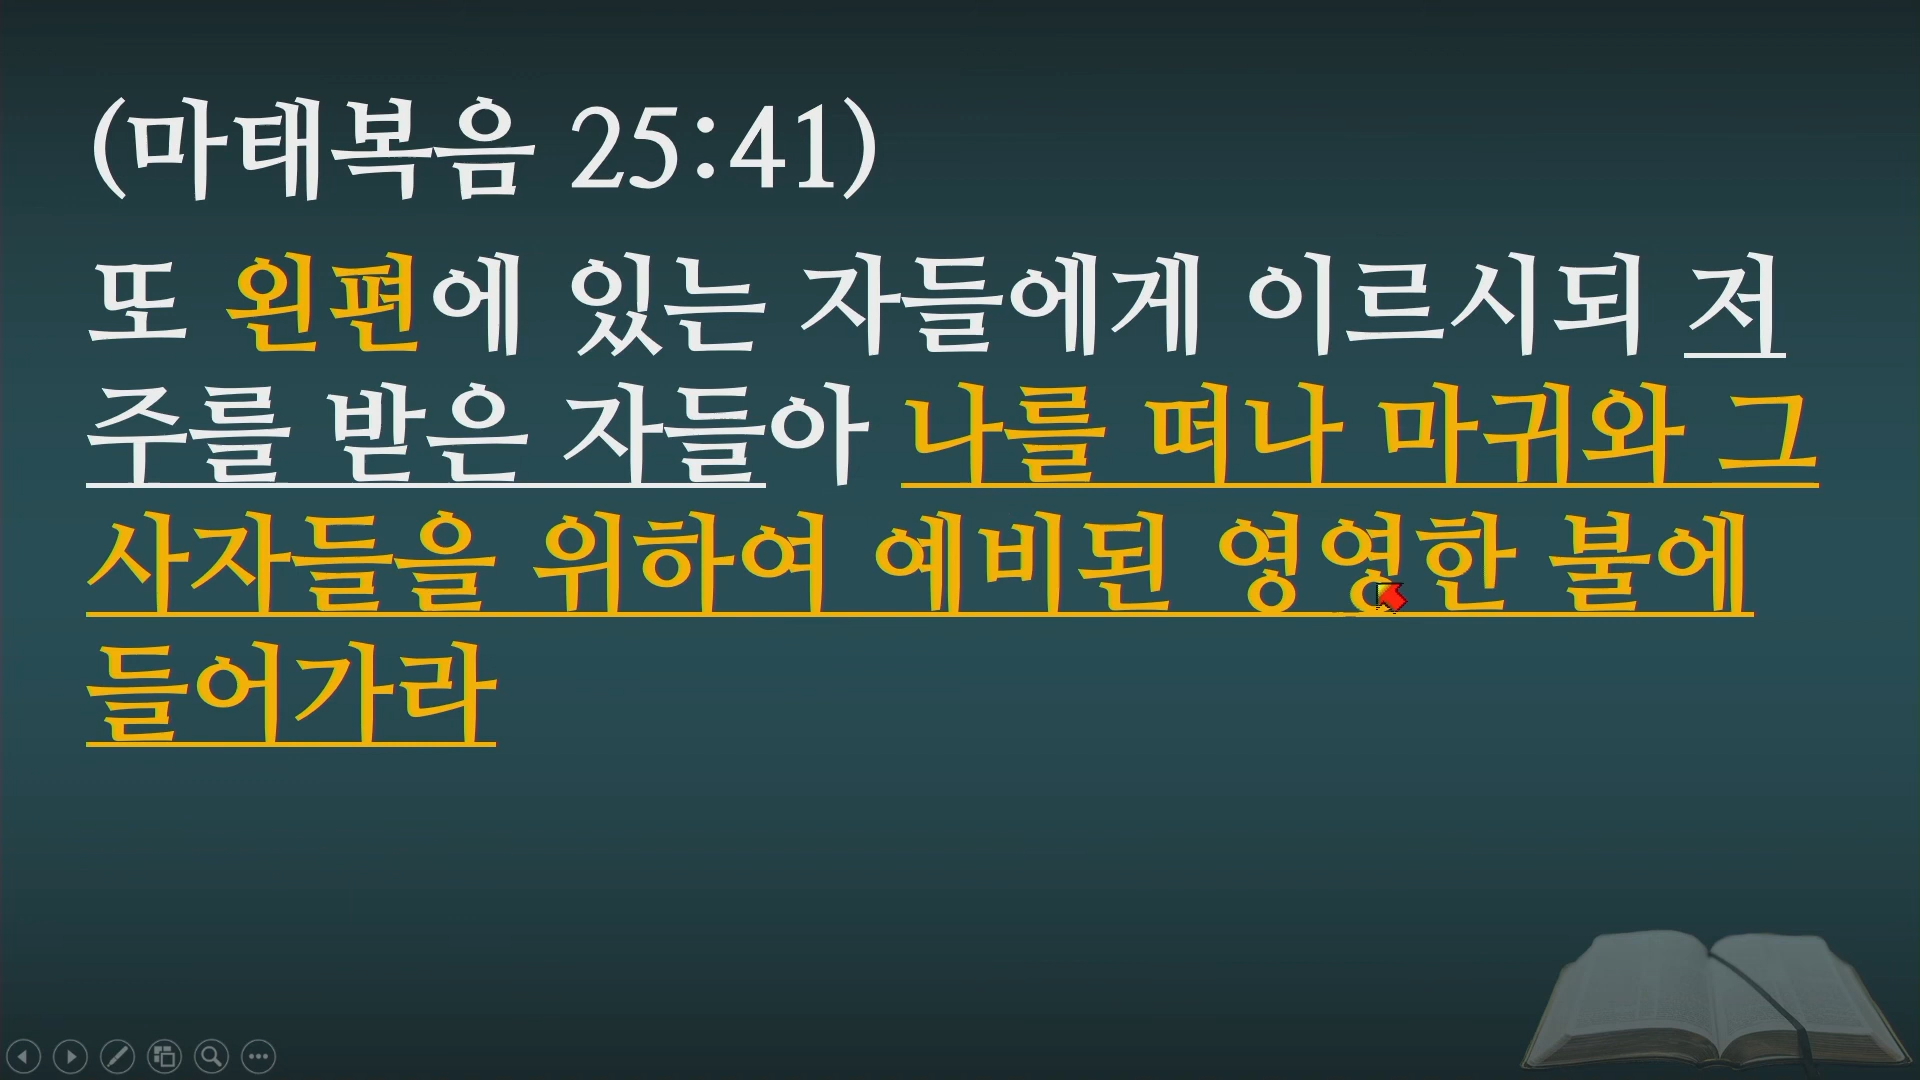 (마태복음 25:41)
또 왼편에 있는 자들에게 이르시되 저
주를 받은 자들아 나를 떠나 마귀와 그
사자들을 위하여 예비된 영영한 불에
들어가라